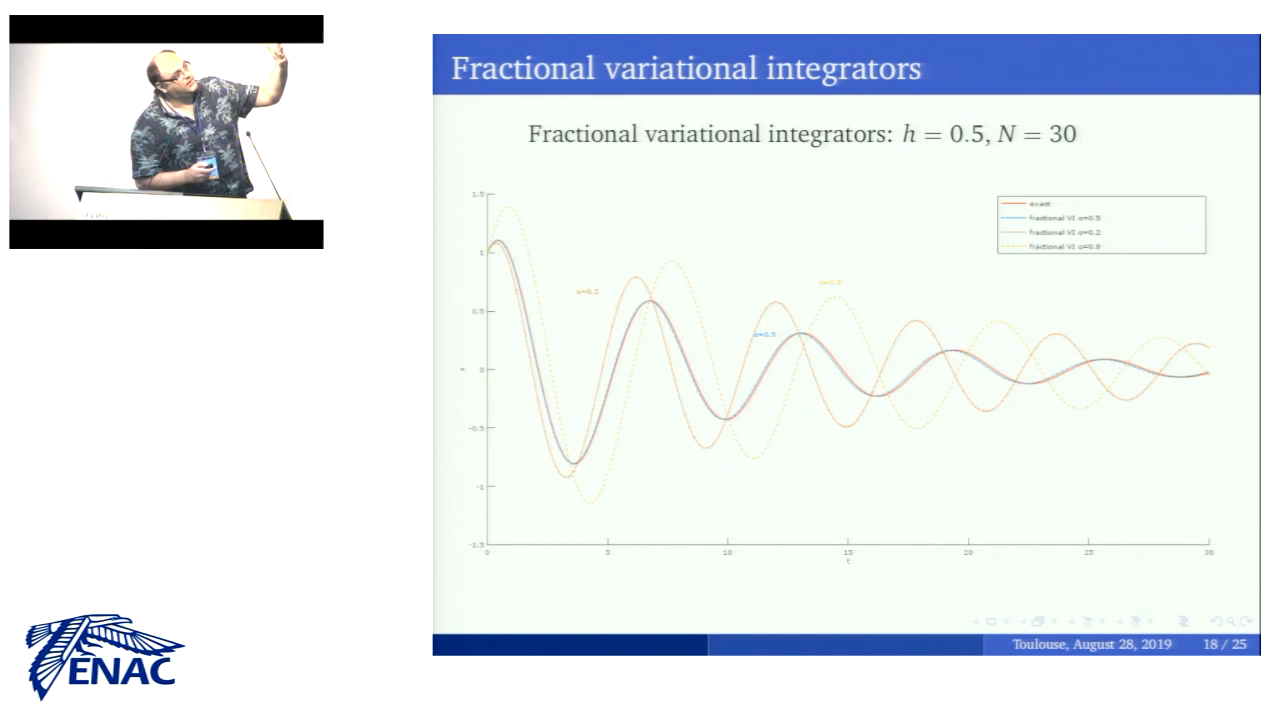 Fractional variational integrators
Fractional variational integrators: h = 0.5, N = 30
1.5
1
0.5
0
-0.5
-1
-1.5
x
0
5
10
15
20
25
30
t
exact
fractional VI α=0.5
fractional VI α=0.2
fractional VI α=0.8
α=0.2
α=0.5
α=0.8
ENAC
Toulouse, August 28, 2019 18 / 25